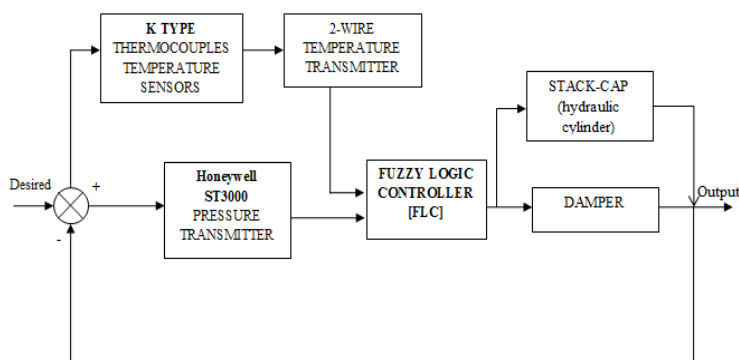 K TYPE
THERMOCOUPLES
TEMPERATURE
SENSORS
2-WIRE
TEMPERATURE
TRANSMITTER
STACK-CAP
(hydraulic
cylinder)
Desired
+
-
Honeywell
ST3000
PRESSURE
TRANSMITTER
FUZZY LOGIC
CONTROLLER
[FLC]
DAMPER
Output